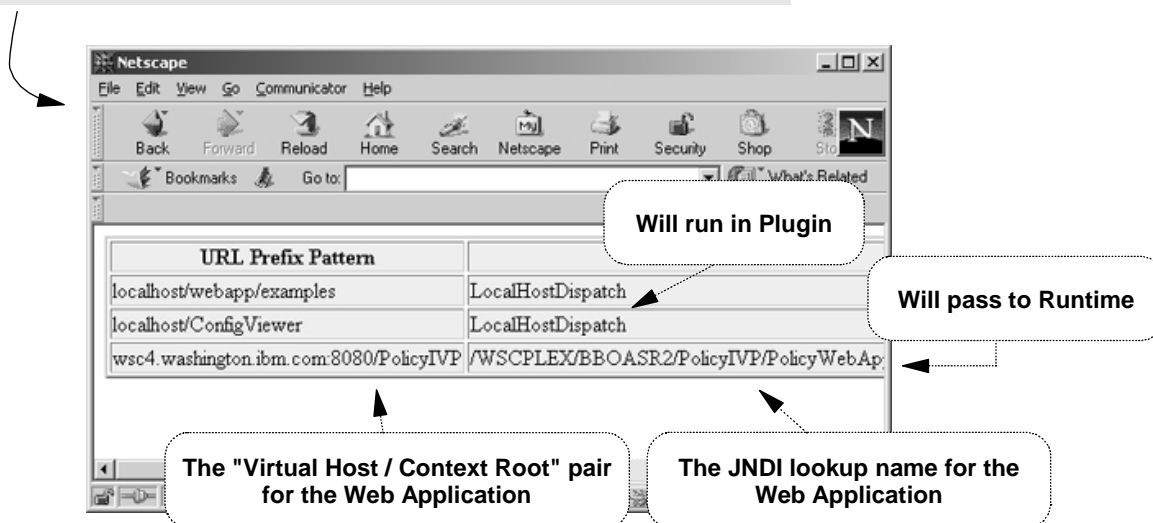 Netscape
File Edit View Go Communicator Help
Back Forward Reload Home Search Netscape Print Security Shop
My
N
Bookmarks Go to: What's Related
Will run in Plugin
URL Prefix Pattern
localhost/webapp/examples LocalHostDispatch
localhost/ConfigViewer LocalHostDispatch
wsc4.washington.ibm.com:8080/PolicyIVP /WSCPLEX/BBOASR2/PolicyIVP/PolicyWebAp
Will pass to Runtime
The "Virtual Host / Context Root" pair
for the Web Application
The JNDI lookup name for the
Web Application